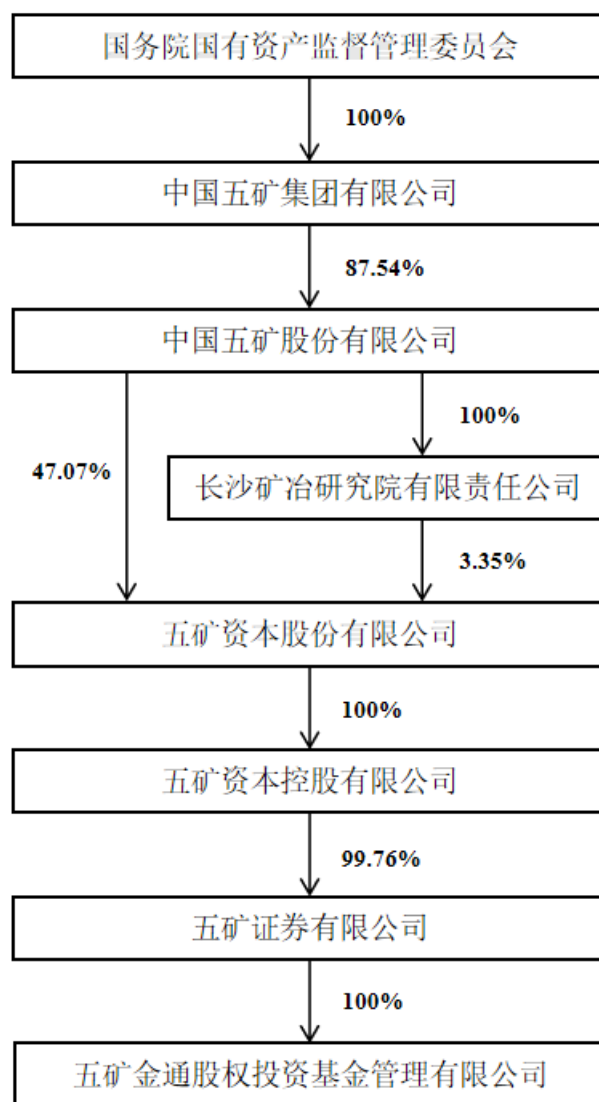 国务院国有资产监督管理委员会
100%
中国五矿集团有限公司
87.54%
中国五矿股份有限公司
100%
47.07%
长沙矿冶研究院有限责任公司
3.35%
五矿资本股份有限公司
100%
五矿资本控股有限公司
99.76%
五矿证券有限公司
100%
五矿金通股权投资基金管理有限公司